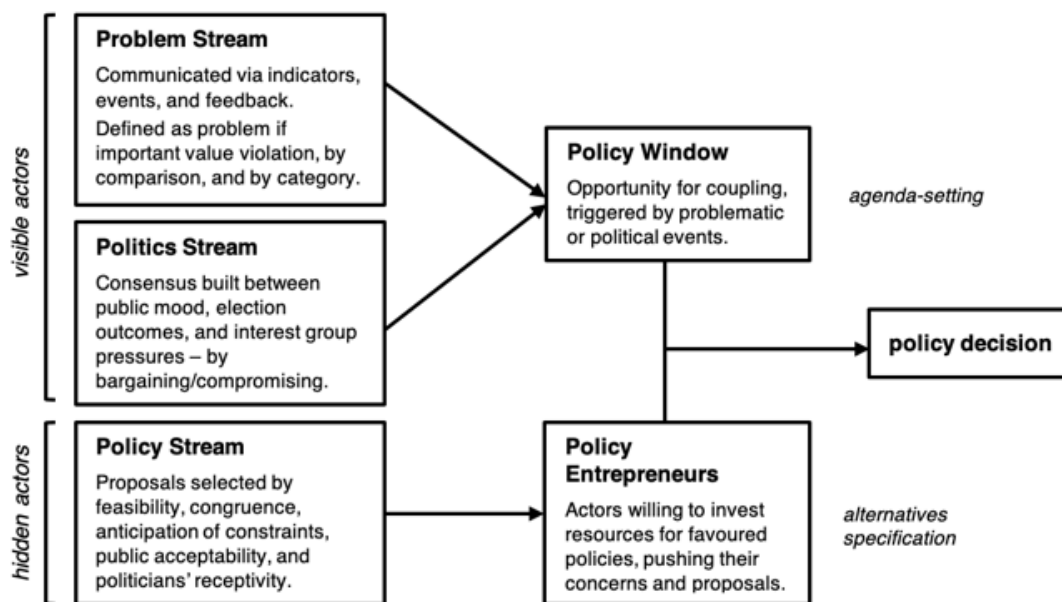 visible actors
Problem Stream
Communicated via indicators,
events, and feedback.
Defined as problem if
important value violation, by
comparison, and by category.
Politics Stream
Consensus built between
public mood, election
outcomes, and interest group
pressures – by
bargaining/compromising.
Policy Window
Opportunity for coupling,
triggered by problematic
or political events.
agenda-setting
policy decision
hidden actors
Policy Stream
Proposals selected by
feasibility, congruence,
anticipation of constraints,
public acceptability, and
politicians’ receptivity.
Policy
Entrepreneurs
Actors willing to invest
resources for favoured
policies, pushing their
concerns and proposals.
alternatives
specification